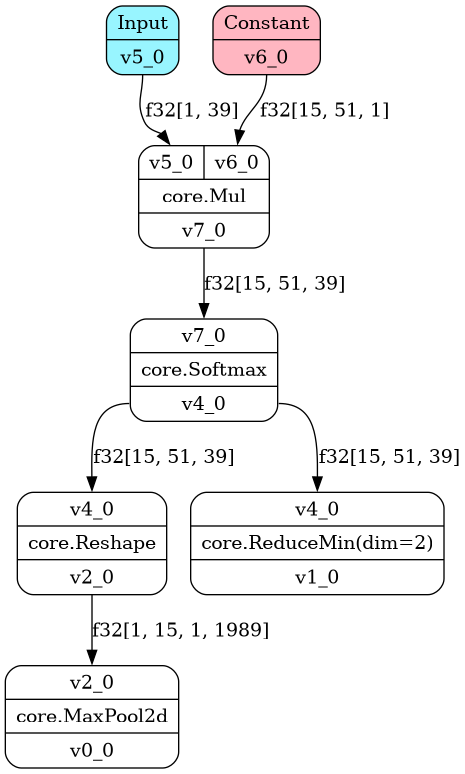 Input
v5_0
Constant
v6_0
f32[1, 39]
f32[15, 51, 1]
v5_0
v6_0
core.Mul
v7_0
f32[15, 51, 39]
v7_0
core.Softmax
v4_0
f32[15, 51, 39]
f32[15, 51, 39]
v4_0
core.Reshape
v2_0
v4_0
core.ReduceMin(dim=2)
v1_0
f32[1, 15, 1, 1989]
v2_0
core.MaxPool2d
v0_0